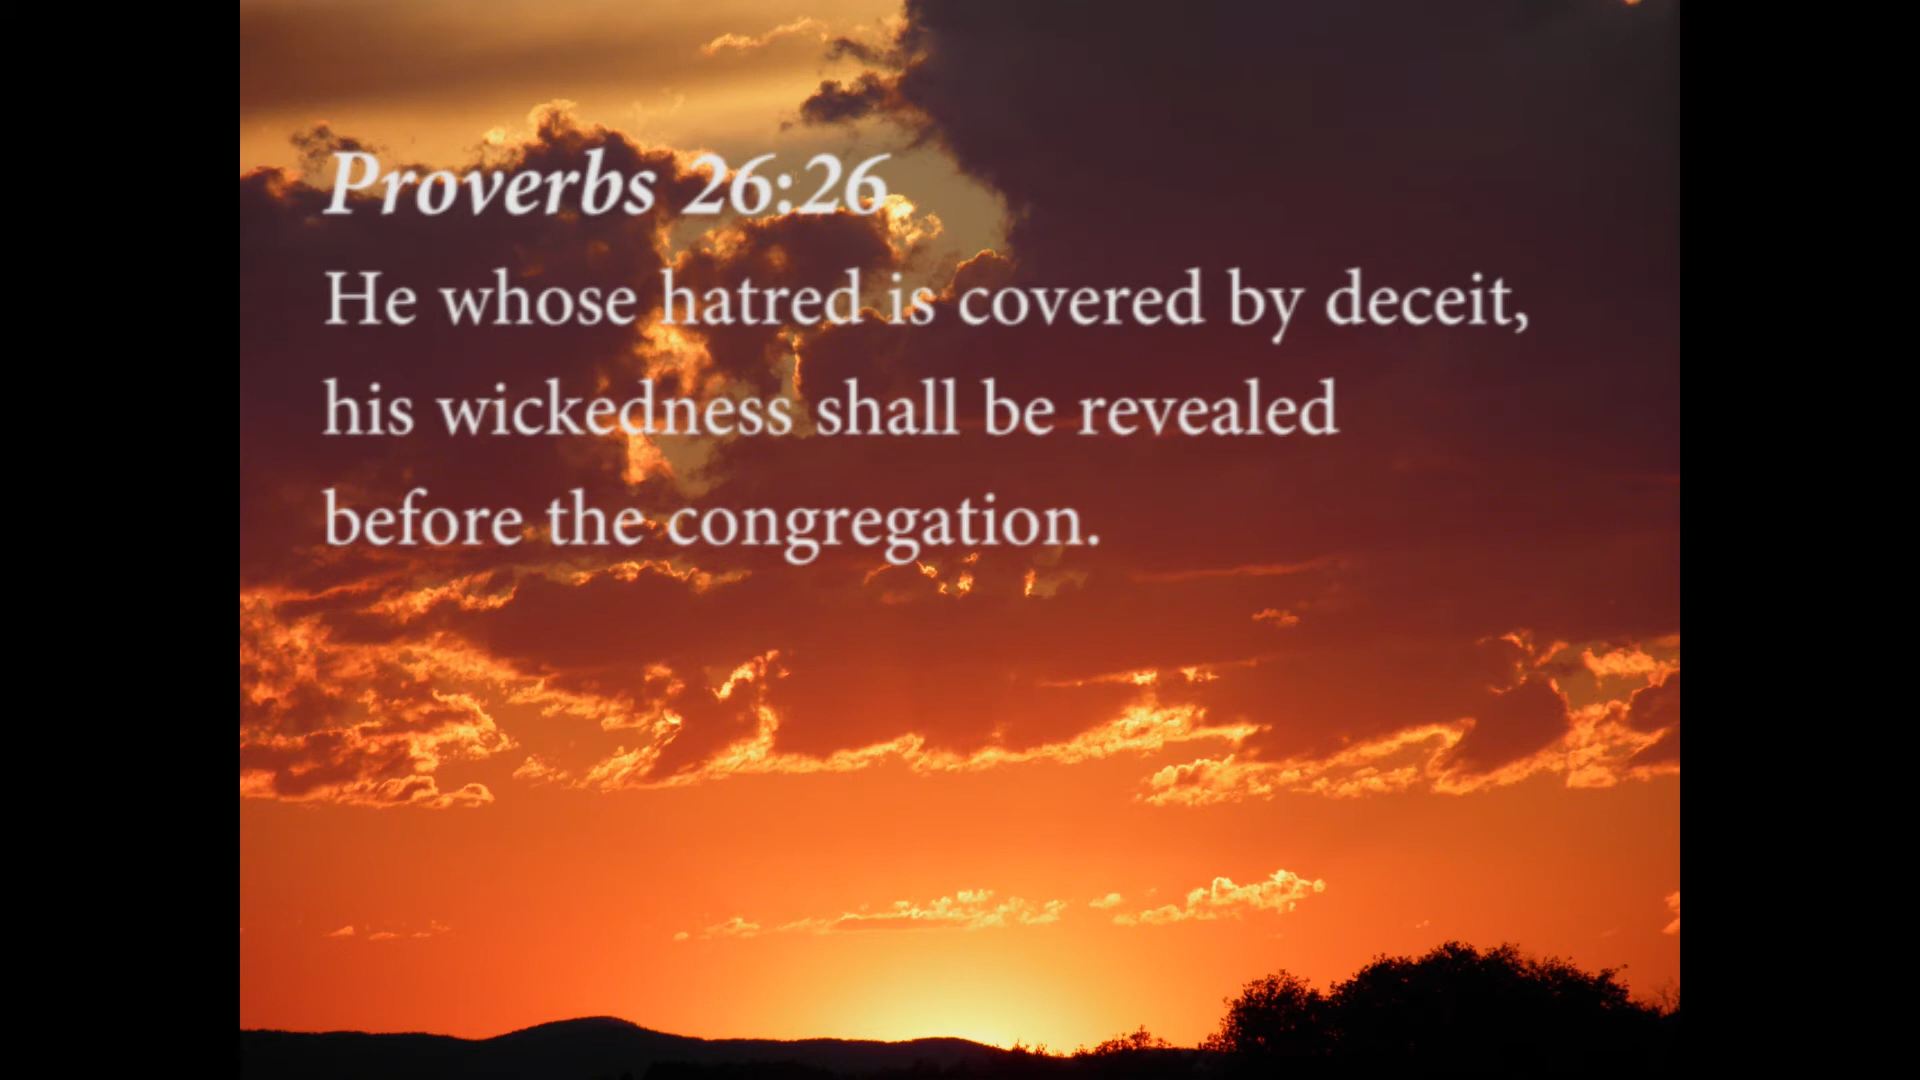 Proverbs 26:26
He whose hatred is covered by deceit,
his wickedness shall be revealed
before the congregation.